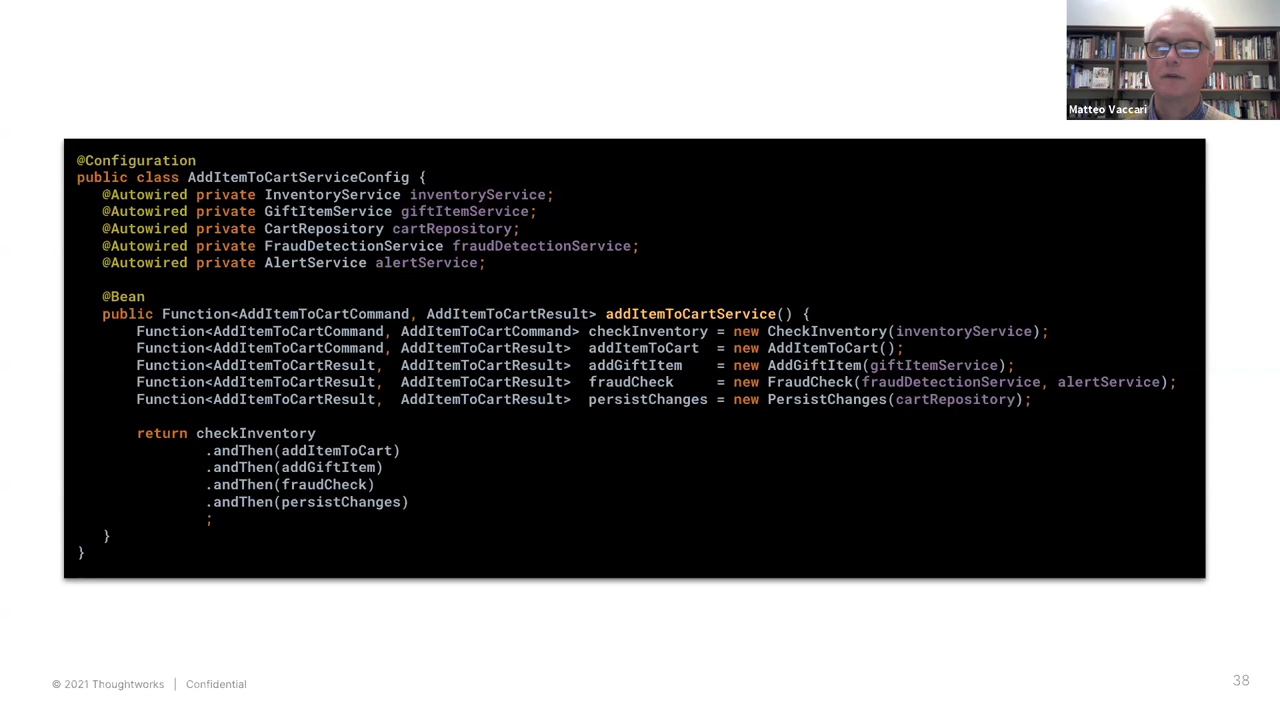 Matteo Vaccari
@Configuration
public class AddItemToCartServiceConfig {
@Autowired private InventoryService inventoryService;
@Autowired private GiftItemService giftItemService;
@Autowired private CartRepository cartRepository;
@Autowired private FraudDetectionService fraudDetectionService;
@Autowired private AlertService alertService;
@Bean
public Function<AddItemToCartCommand, AddItemToCartResult> addItemToCartService() {
Function<AddItemToCartCommand, AddItemToCartCommand> checkInventory = new CheckInventory(inventoryService);
Function<AddItemToCartCommand, AddItemToCartResult> addItemToCart = new AddItemToCart();
Function<AddItemToCartResult, AddItemToCartResult> addGiftItem = new AddGiftItem(giftItemService);
Function<AddItemToCartResult, AddItemToCartResult> fraudCheck = new FraudCheck(fraudDetectionService, alertService);
Function<AddItemToCartResult, AddItemToCartResult> persistChanges = new PersistChanges(cartRepository);
return checkInventory
.andThen(addItemToCart)
.andThen(addGiftItem)
.andThen(fraudCheck)
.andThen(persistChanges)
;
}
}
© 2021 Thoughtworks | Confidential
38